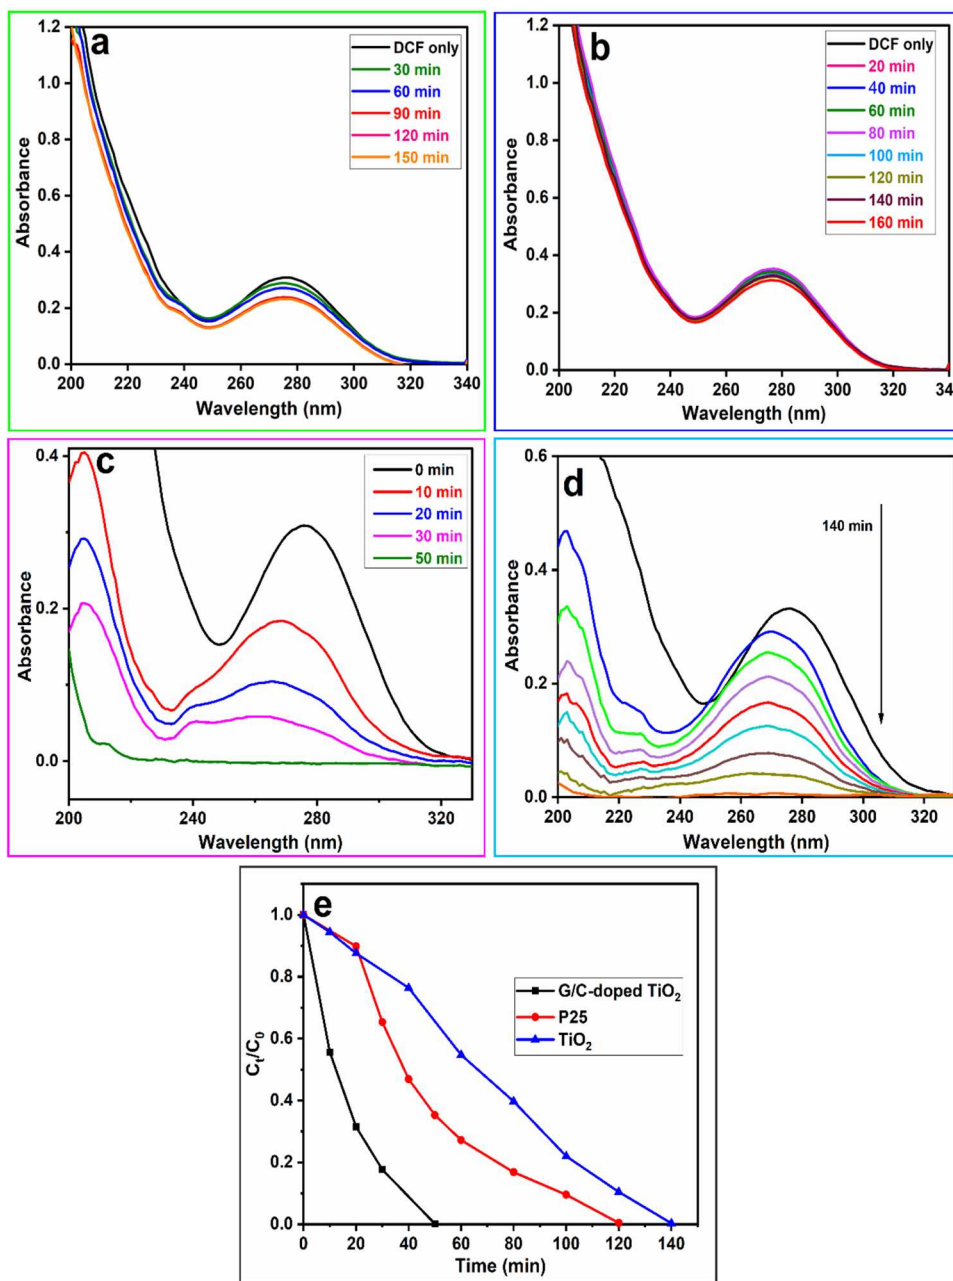 a
DCF only
30 min
60 min
90 min
120 min
150 min
Absorbance
1.2
1.0
0.8
0.6
0.4
0.2
0.0
200 220 240 260 280 300 320 340
Wavelength (nm)
b
DCF only
20 min
40 min
60 min
80 min
100 min
120 min
140 min
160 min
Absorbance
1.2
1.0
0.8
0.6
0.4
0.2
0.0
200 220 240 260 280 300 320 340
Wavelength (nm)
c
0 min
10 min
20 min
30 min
50 min
Absorbance
0.4
0.2
0.0
200 240 280 320
Wavelength (nm)
d
140 min
Absorbance
0.6
0.4
0.2
0.0
200 220 240 260 280 300 320
Wavelength (nm)
e
G/C-doped TiO₂
P25
TiO₂
Cₜ/C₀
1.0
0.8
0.6
0.4
0.2
0.0
0 20 40 60 80 100 120 140
Time (min)